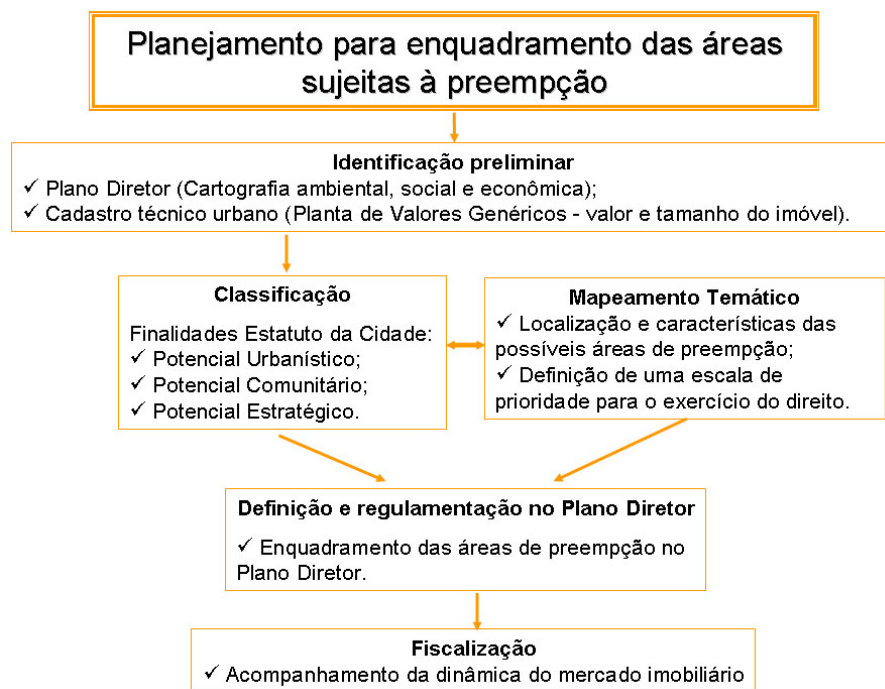 Planejamento para enquadramento das áreas
sujeitas à preempção
Identificação preliminar
✓ Plano Diretor (Cartografia ambiental, social e econômica);
✓ Cadastro técnico urbano (Planta de Valores Genéricos - valor e tamanho do imóvel).
Classificação
Finalidades Estatuto da Cidade:
✓ Potencial Urbanístico;
✓ Potencial Comunitário;
✓ Potencial Estratégico.
Mapeamento Temático
✓ Localização e características das
possíveis áreas de preempção;
✓ Definição de uma escala de
prioridade para o exercício do direito.
Definição e regulamentação no Plano Diretor
✓ Enquadramento das áreas de preempção no
Plano Diretor.
Fiscalização
✓ Acompanhamento da dinâmica do mercado imobiliário